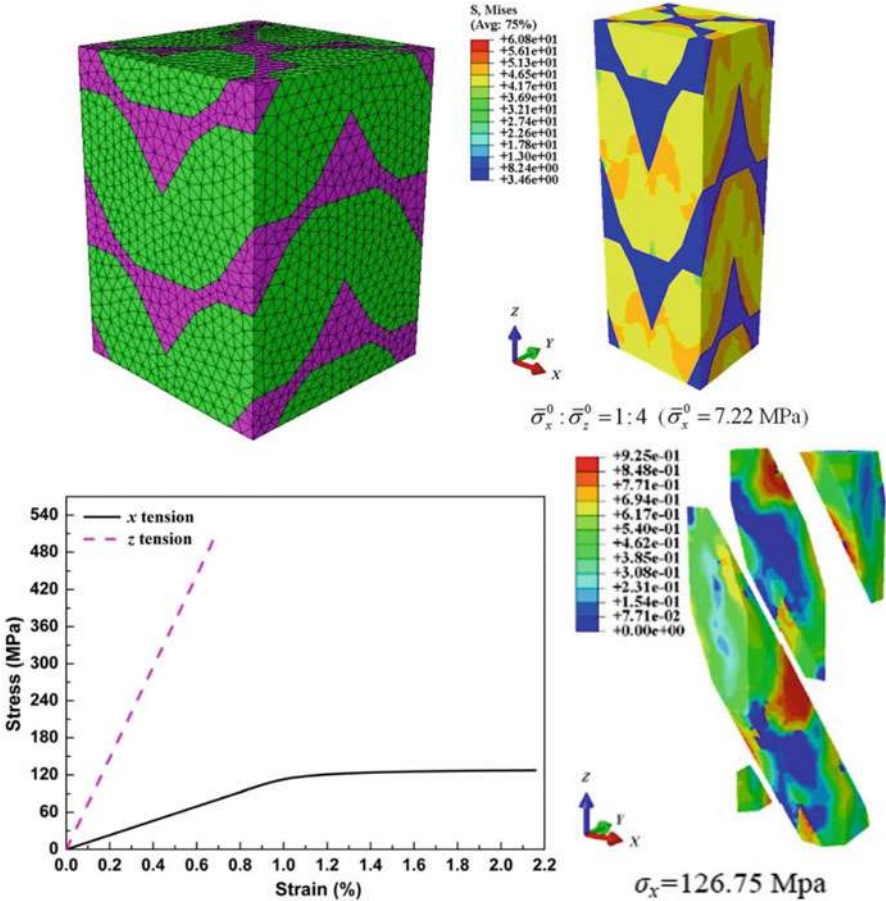 S, Mises
(Avg: 75%)
+6.08e+01
+5.61e+01
+5.13e+01
+4.65e+01
+4.17e+01
+3.69e+01
+3.21e+01
+2.74e+01
+2.26e+01
+1.78e+01
+1.30e+01
+8.24e+00
+3.46e+00
Z
Y
X
σ̄⁰ₓ : σ̄⁰_z = 1 : 4 (σ̄⁰ₓ = 7.22 MPa)
x tension
z tension
540
480
420
360
300
240
180
120
60
0
Stress (MPa)
0.0 0.2 0.4 0.6 0.8 1.0 1.2 1.4 1.6 1.8 2.0 2.2
Strain (%)
+9.25e-01
+8.48e-01
+7.71e-01
+6.94e-01
+6.17e-01
+5.40e-01
+4.62e-01
+3.85e-01
+3.08e-01
+2.31e-01
+1.54e-01
+7.71e-02
+0.00e+00
Z
Y
X
σₓ=126.75 Mpa